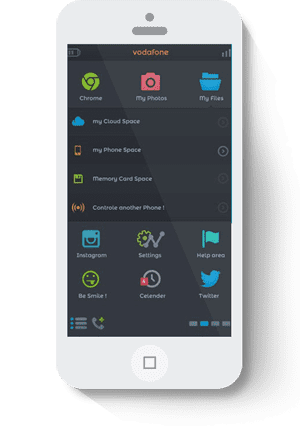 vodafone
Chrome My Photos My Files
my Cloud Space
my Phone Space
Memory Card Space
Controle another Phone !
Instagram Settings Help area
Be Smile ! Celender Twitter